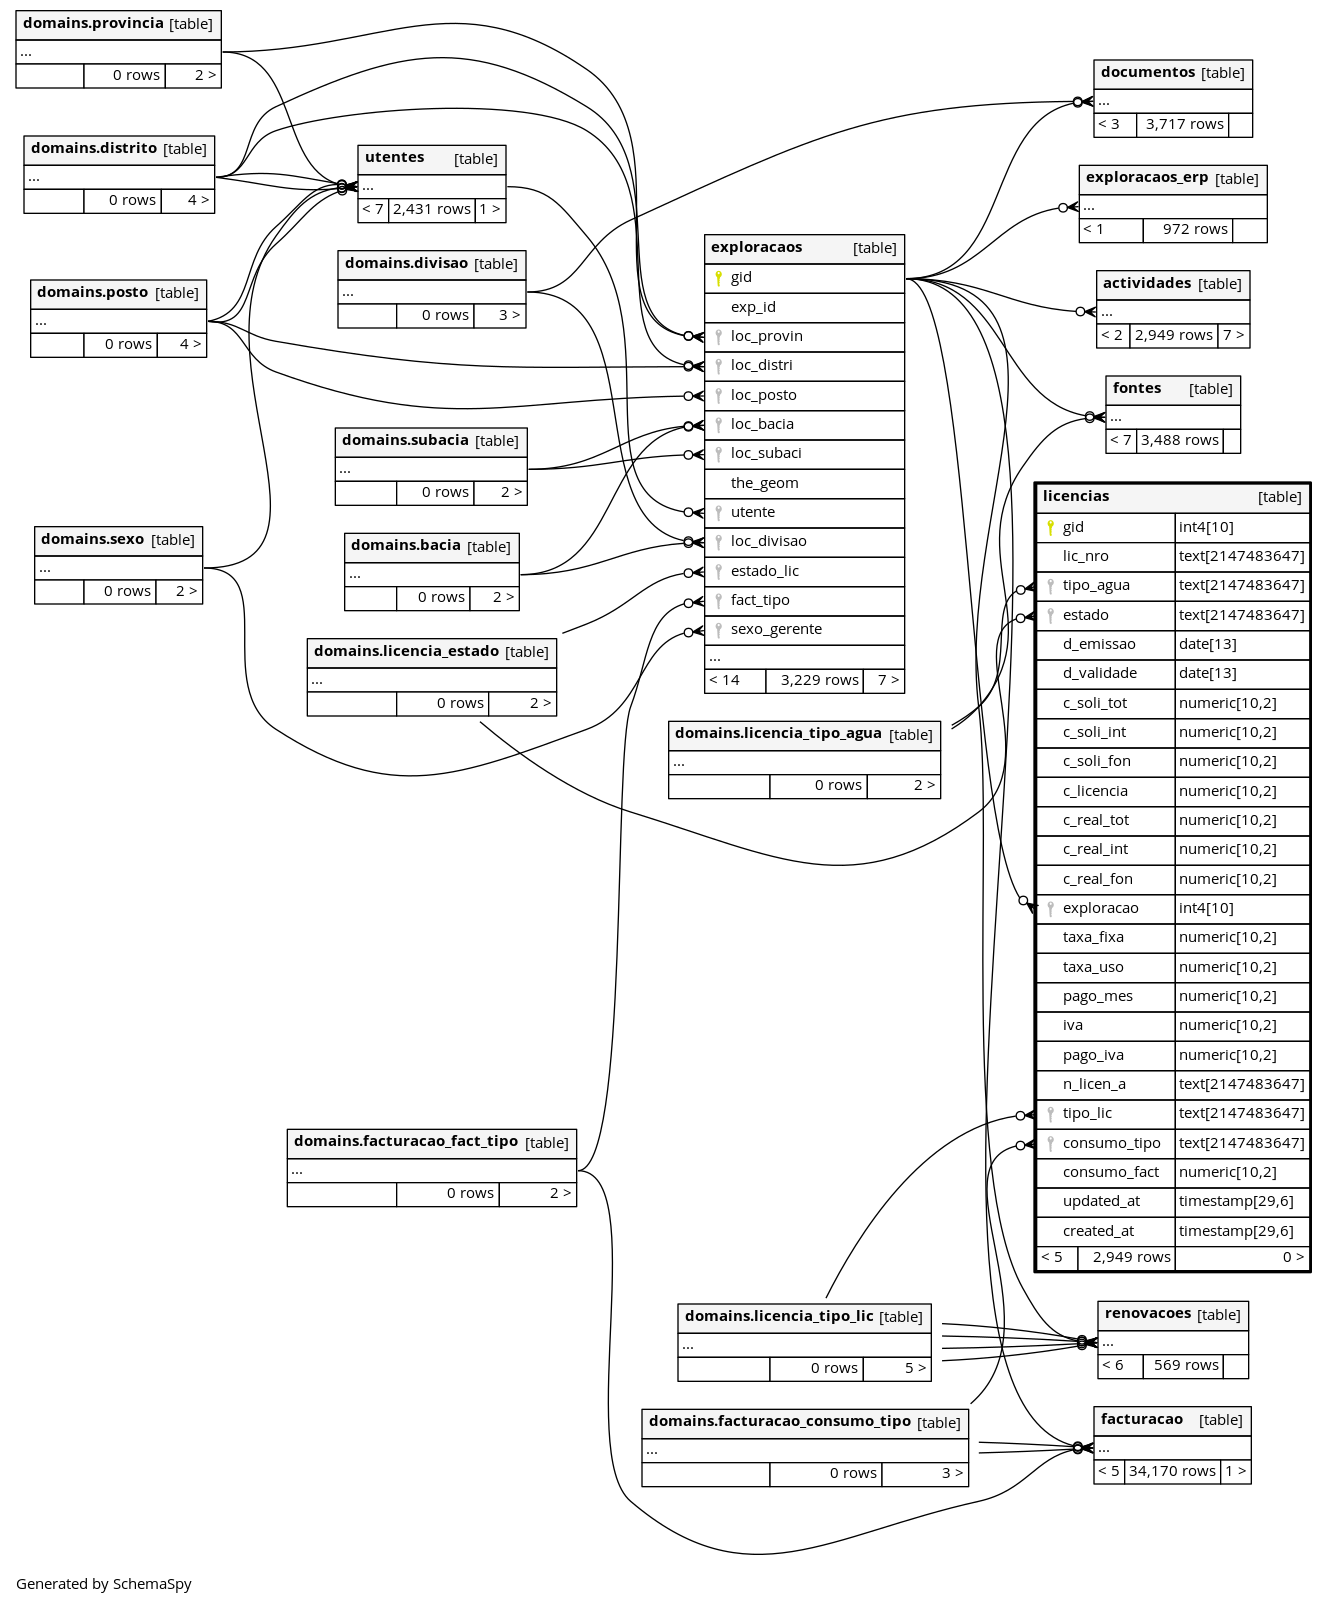 domains.provincia [table]
...
0 rows 2 >
domains.distrito [table]
...
0 rows 4 >
utentes [table]
...
< 7 2,431 rows 1 >
domains.divisao [table]
...
0 rows 3 >
domains.posto [table]
...
0 rows 4 >
domains.subacia [table]
...
0 rows 2 >
domains.sexo [table]
...
0 rows 2 >
domains.bacia [table]
...
0 rows 2 >
domains.licencia_estado [table]
...
0 rows 2 >
exploracaos [table]
gid
exp_id
loc_provin
loc_distri
loc_posto
loc_bacia
loc_subaci
the_geom
utente
loc_divisao
estado_lic
fact_tipo
sexo_gerente
...
< 14 3,229 rows 7 >
domains.licencia_tipo_agua [table]
...
0 rows 2 >
documentos [table]
...
< 3 3,717 rows
exploracaos_erp [table]
...
< 1 972 rows
actividades [table]
...
< 2 2,949 rows 7 >
fontes [table]
...
< 7 3,488 rows
licencias [table]
gid int4[10]
lic_nro text[2147483647]
tipo_agua text[2147483647]
estado text[2147483647]
d_emissao date[13]
d_validade date[13]
c_soli_tot numeric[10,2]
c_soli_int numeric[10,2]
c_soli_fon numeric[10,2]
c_licencia numeric[10,2]
c_real_tot numeric[10,2]
c_real_int numeric[10,2]
c_real_fon numeric[10,2]
exploracao int4[10]
taxa_fixa numeric[10,2]
taxa_uso numeric[10,2]
pago_mes numeric[10,2]
iva numeric[10,2]
pago_iva numeric[10,2]
n_licen_a text[2147483647]
tipo_lic text[2147483647]
consumo_tipo text[2147483647]
consumo_fact numeric[10,2]
updated_at timestamp[29,6]
created_at timestamp[29,6]
< 5 2,949 rows 0 >
domains.facturacao_fact_tipo [table]
...
0 rows 2 >
domains.licencia_tipo_lic [table]
...
0 rows 5 >
renovacoes [table]
...
< 6 569 rows
domains.facturacao_consumo_tipo [table]
...
0 rows 3 >
facturacao [table]
...
< 5 34,170 rows 1 >
Generated by SchemaSpy